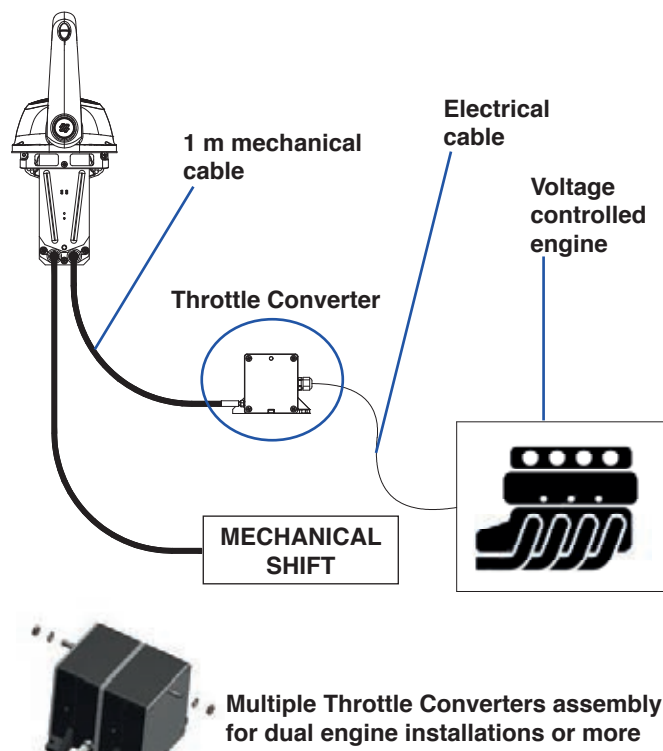 Electrical
cable
1 m mechanical
cable
Voltage
controlled
engine
Throttle Converter
MECHANICAL
SHIFT
Multiple Throttle Converters assembly
for dual engine installations or more